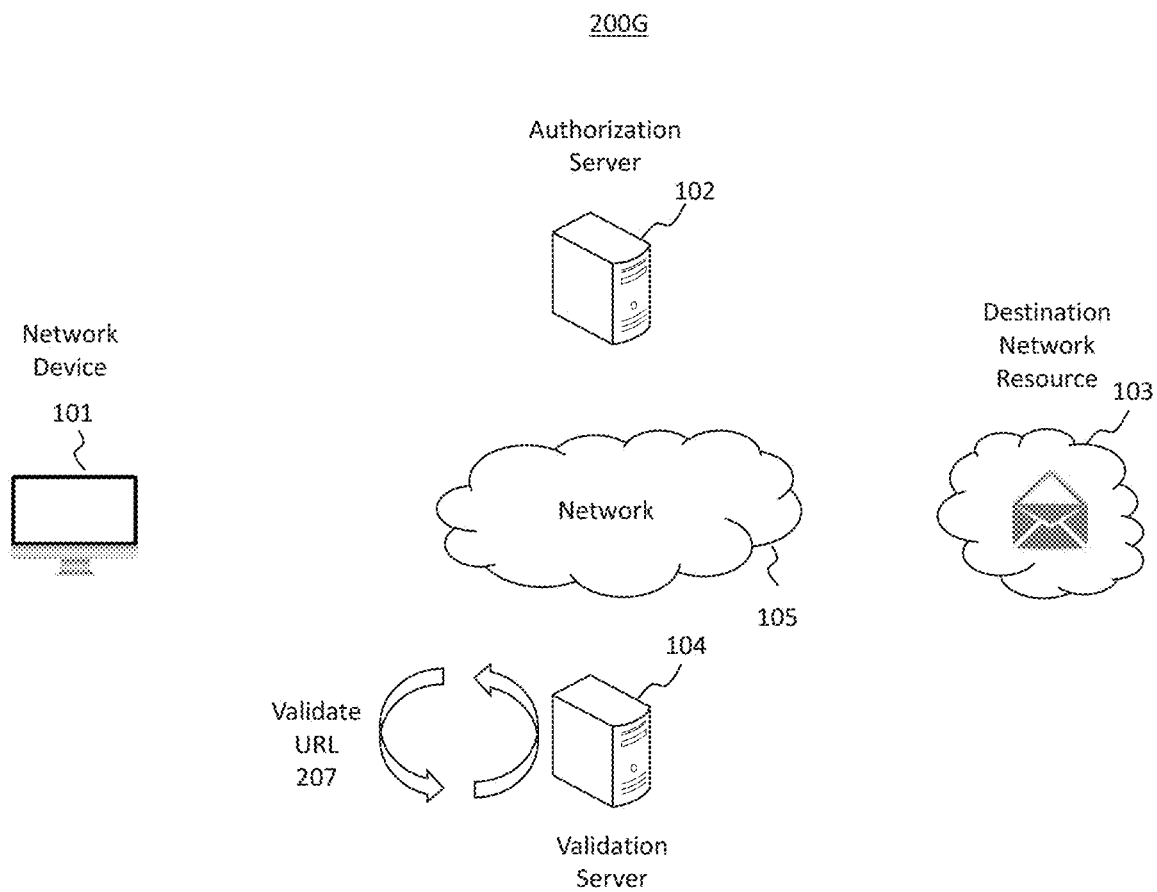 200G
Authorization
Server
102
Network
Device
101
Destination
Network
Resource
103
Network
105
104
Validate
URL
207
Validation
Server